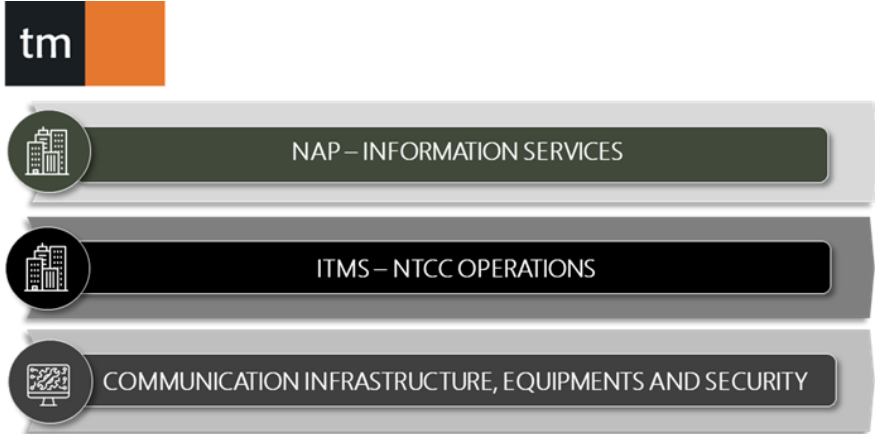 tm
NAP – INFORMATION SERVICES
ITMS – NTCC OPERATIONS
COMMUNICATION INFRASTRUCTURE, EQUIPMENTS AND SECURITY